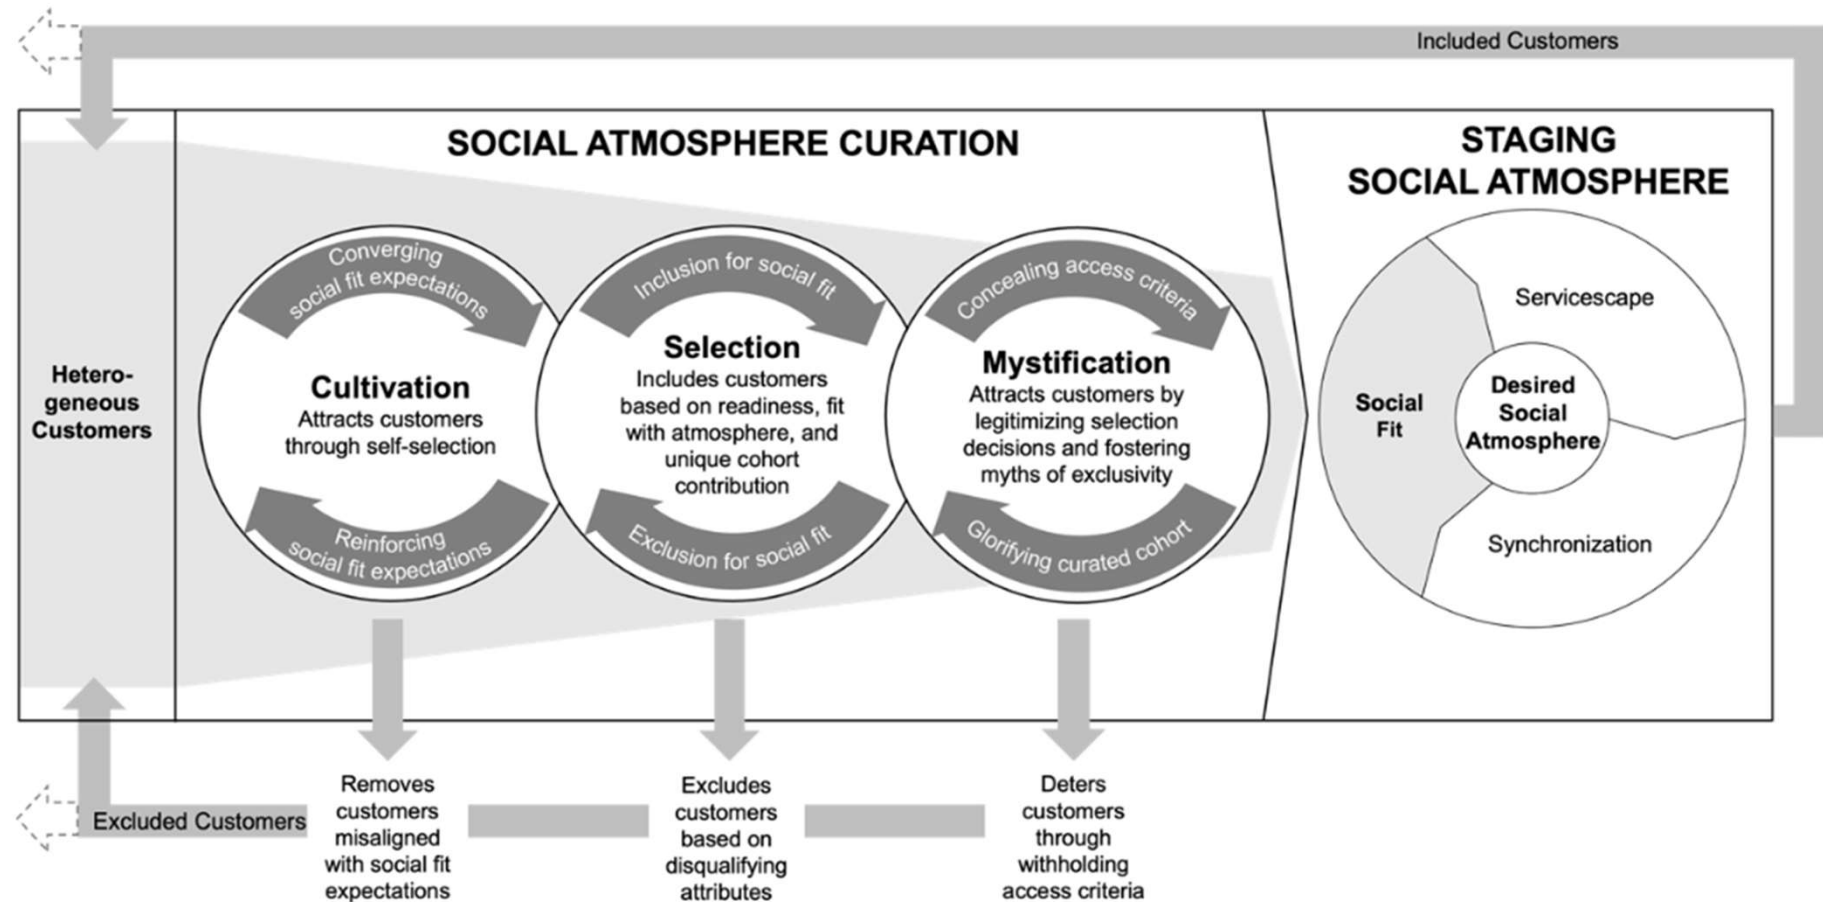 Included Customers
SOCIAL ATMOSPHERE CURATION
STAGING
SOCIAL ATMOSPHERE
Hetero-
geneous
Customers
Converging
social fit expectations
Cultivation
Attracts customers
through self-selection
Reinforcing
social fit expectations
Inclusion for social fit
Selection
Includes customers
based on readiness, fit
with atmosphere, and
unique cohort
contribution
Exclusion for social fit
Concealing access criteria
Mystification
Attracts customers by
legitimizing selection
decisions and fostering
myths of exclusivity
Glorifying curated cohort
Servicescape
Social
Fit
Desired
Social
Atmosphere
Synchronization
Excluded Customers
Removes
customers
misaligned
with social fit
expectations
Excludes
customers
based on
disqualifying
attributes
Deters
customers
through
withholding
access criteria